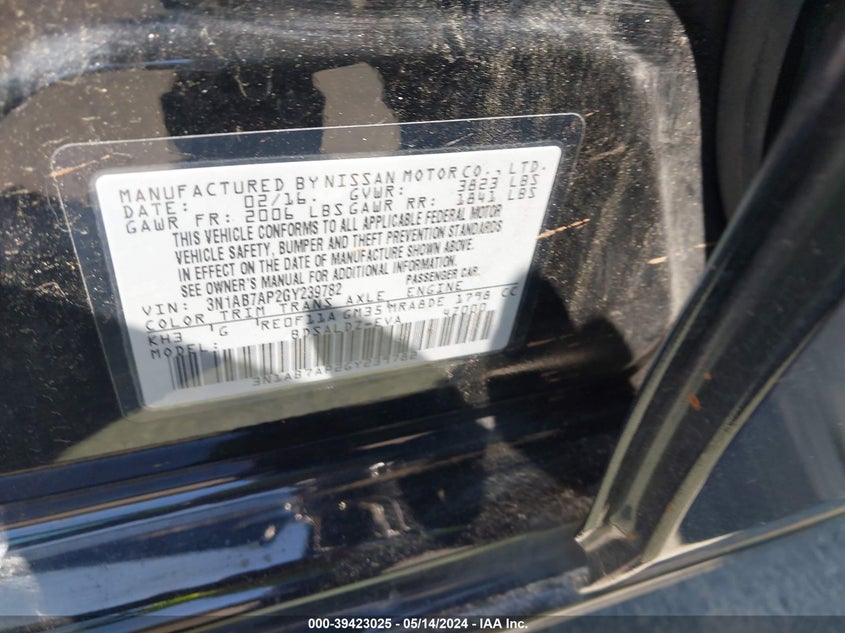 MANUFACTURED BY NISSAN MOTOR CO., LTD.
DATE: 02/16. GVWR: 3823 LBS
GAWR FR: 2006 LBS GAWR RR: 1841 LBS
THIS VEHICLE CONFORMS TO ALL APPLICABLE FEDERAL MOTOR
VEHICLE SAFETY, BUMPER AND THEFT PREVENTION STANDARDS
IN EFFECT ON THE DATE OF MANUFACTURE SHOWN ABOVE.
SEE OWNER'S MANUAL FOR ADDITIONAL INFORMATION.
VIN: 3N1AB7AP2GY239782 PASSENGER CAR.
COLOR TRIM TRANS AXLE ENGINE
KH3 G RE0F11A GM35 MRA8DE 1798 CC
MODEL: BDSALDZ-EVA 42000
3N1AB7AP2GY239782
000-39423025 - 05/14/2024 - IAA Inc.